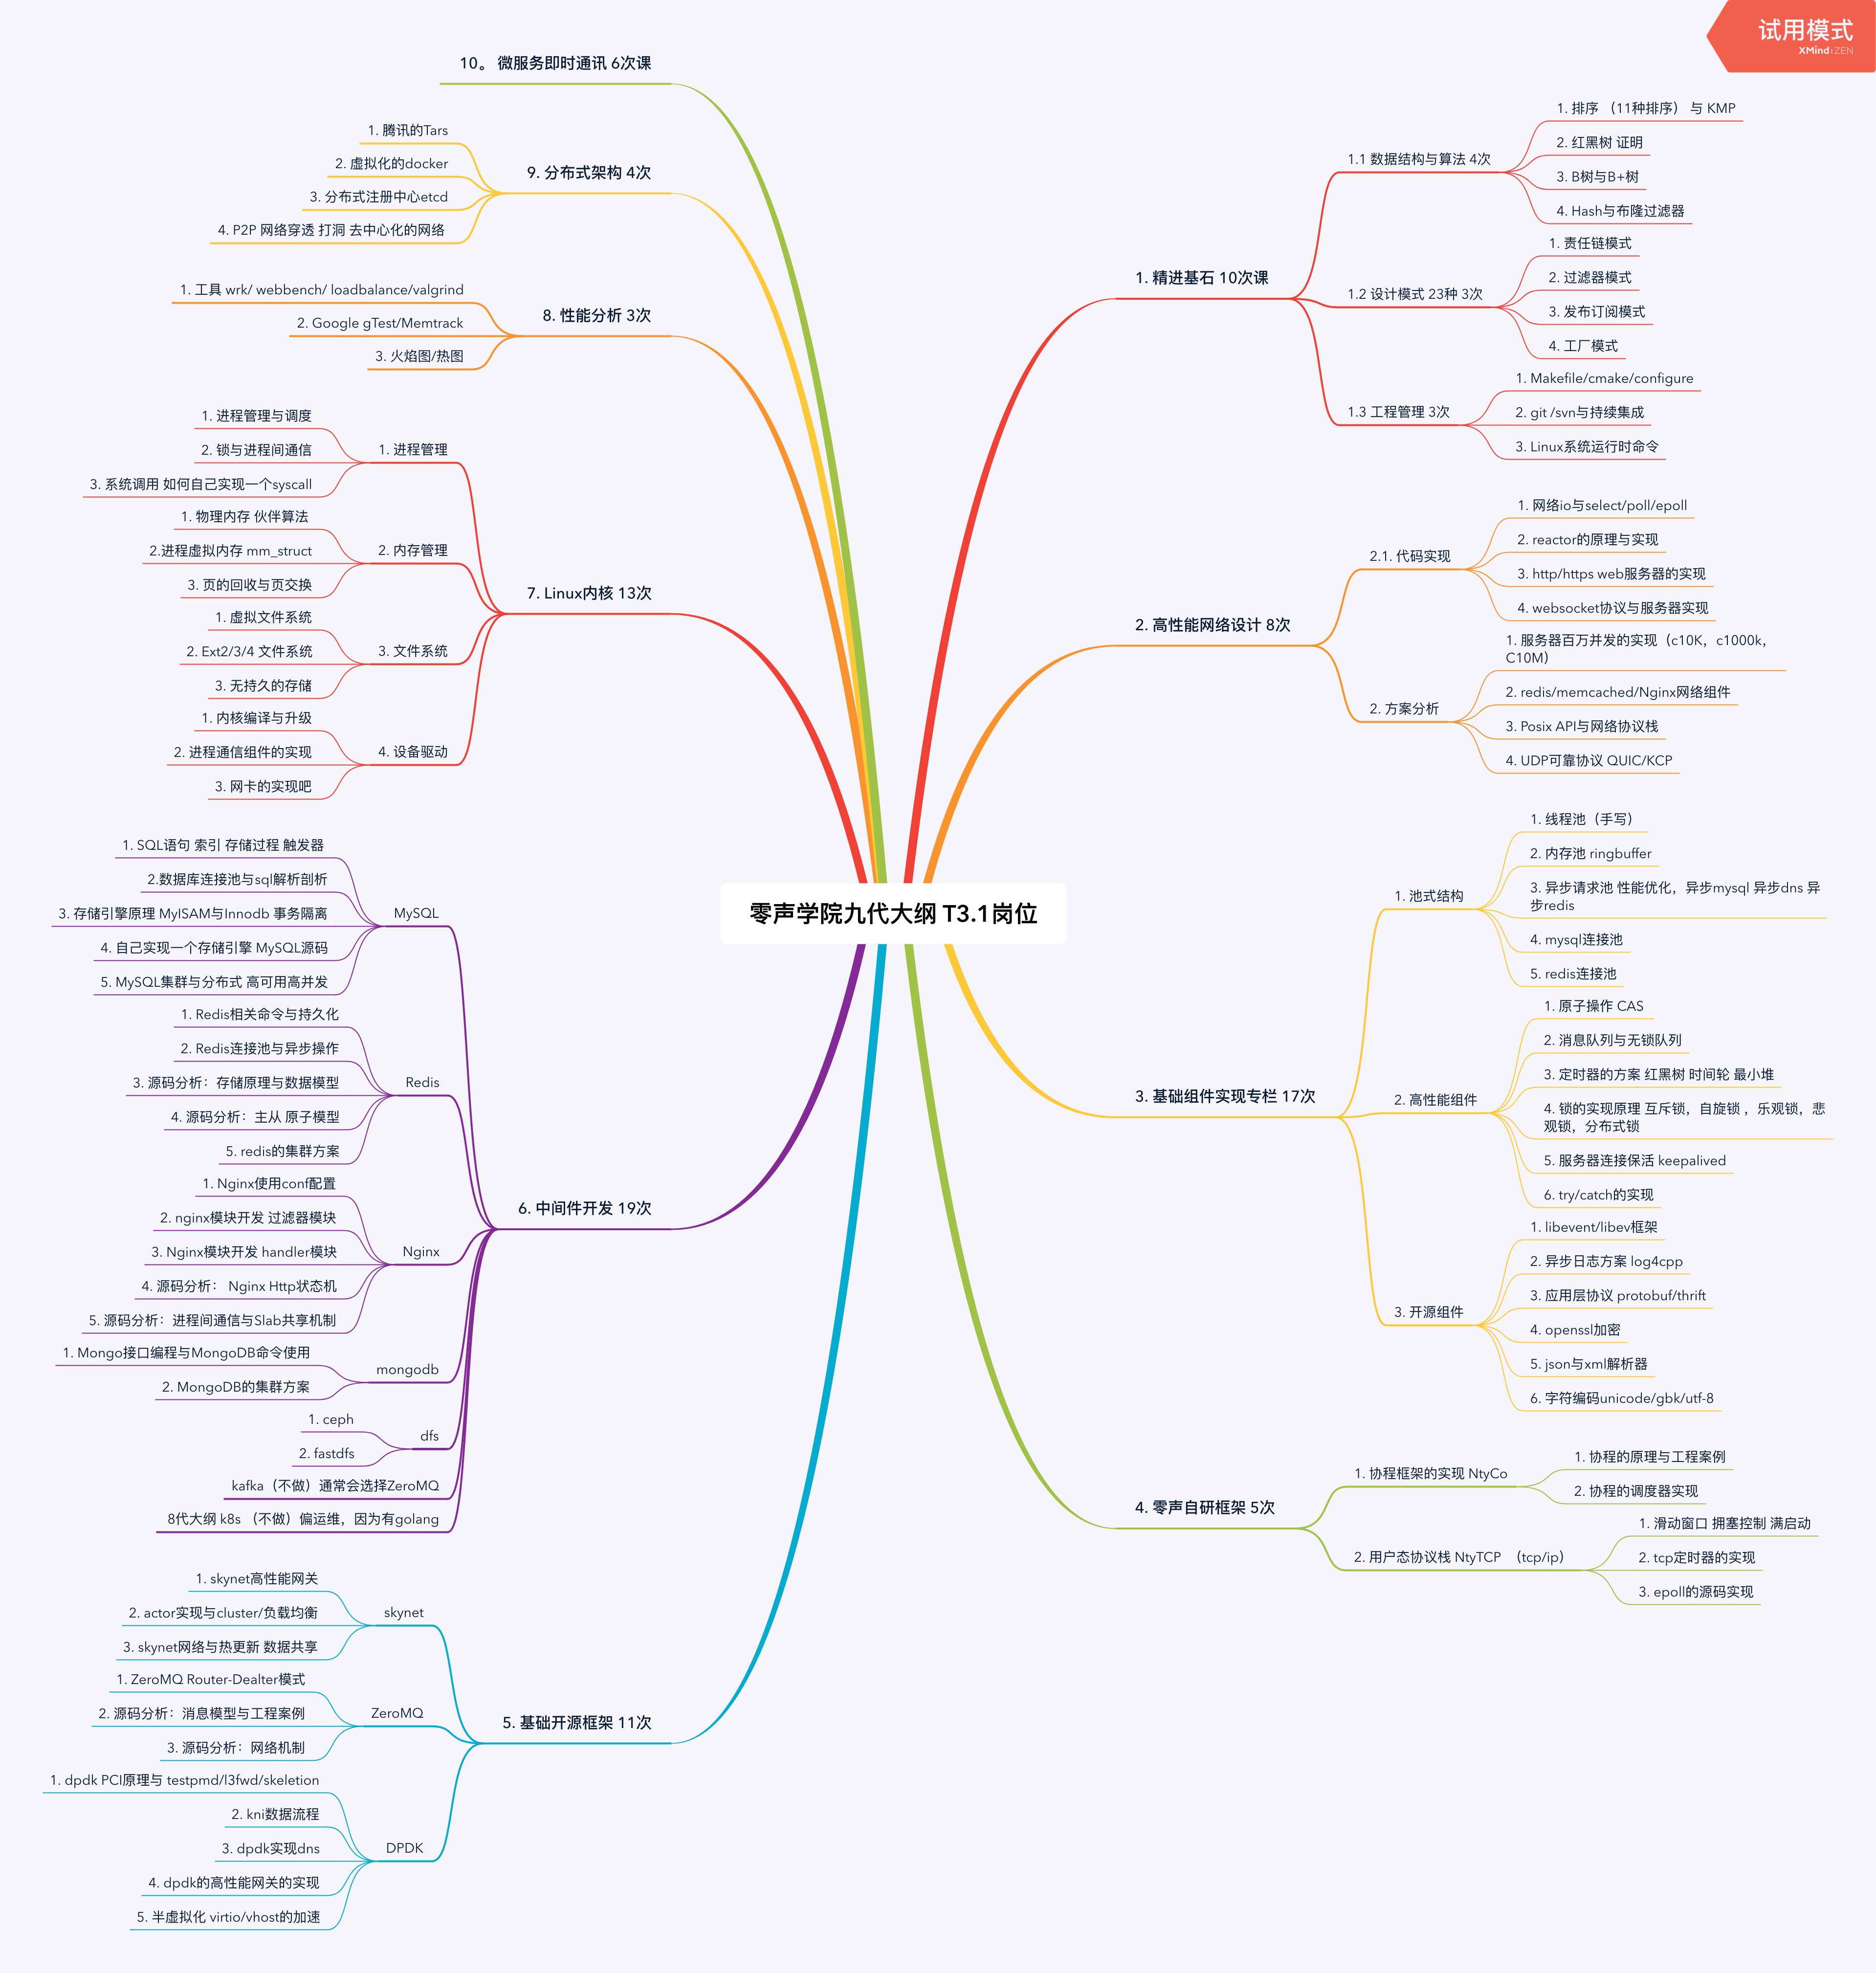 试用模式
XMind:ZEN
零声学院九代大纲 T3.1岗位
1. 精进基石 10次课
1.1 数据结构与算法 4次
1. 排序 （11种排序） 与 KMP
2. 红黑树 证明
3. B树与B+树
4. Hash与布隆过滤器
1.2 设计模式 23种 3次
1. 责任链模式
2. 过滤器模式
3. 发布订阅模式
4. 工厂模式
1.3 工程管理 3次
1. Makefile/cmake/configure
2. git /svn与持续集成
3. Linux系统运行时命令
2. 高性能网络设计 8次
2.1. 代码实现
1. 网络io与select/poll/epoll
2. reactor的原理与实现
3. http/https web服务器的实现
4. websocket协议与服务器实现
2. 方案分析
1. 服务器百万并发的实现（c10K，c1000k，
C10M）
2. redis/memcached/Nginx网络组件
3. Posix API与网络协议栈
4. UDP可靠协议 QUIC/KCP
3. 基础组件实现专栏 17次
1. 池式结构
1. 线程池（手写）
2. 内存池 ringbuffer
3. 异步请求池 性能优化，异步mysql 异步dns 异
步redis
4. mysql连接池
5. redis连接池
2. 高性能组件
1. 原子操作 CAS
2. 消息队列与无锁队列
3. 定时器的方案 红黑树 时间轮 最小堆
4. 锁的实现原理 互斥锁，自旋锁 ，乐观锁，悲
观锁，分布式锁
5. 服务器连接保活 keepalived
6. try/catch的实现
3. 开源组件
1. libevent/libev框架
2. 异步日志方案 log4cpp
3. 应用层协议 protobuf/thrift
4. openssl加密
5. json与xml解析器
6. 字符编码unicode/gbk/utf-8
4. 零声自研框架 5次
1. 协程框架的实现 NtyCo
1. 协程的原理与工程案例
2. 协程的调度器实现
2. 用户态协议栈 NtyTCP （tcp/ip）
1. 滑动窗口 拥塞控制 满启动
2. tcp定时器的实现
3. epoll的源码实现
5. 基础开源框架 11次
skynet
1. skynet高性能网关
2. actor实现与cluster/负载均衡
3. skynet网络与热更新 数据共享
ZeroMQ
1. ZeroMQ Router-Dealter模式
2. 源码分析：消息模型与工程案例
3. 源码分析：网络机制
DPDK
1. dpdk PCI原理与 testpmd/l3fwd/skeletion
2. kni数据流程
3. dpdk实现dns
4. dpdk的高性能网关的实现
5. 半虚拟化 virtio/vhost的加速
6. 中间件开发 19次
MySQL
1. SQL语句 索引 存储过程 触发器
2.数据库连接池与sql解析剖析
3. 存储引擎原理 MyISAM与Innodb 事务隔离
4. 自己实现一个存储引擎 MySQL源码
5. MySQL集群与分布式 高可用高并发
Redis
1. Redis相关命令与持久化
2. Redis连接池与异步操作
3. 源码分析：存储原理与数据模型
4. 源码分析：主从 原子模型
5. redis的集群方案
Nginx
1. Nginx使用conf配置
2. nginx模块开发 过滤器模块
3. Nginx模块开发 handler模块
4. 源码分析： Nginx Http状态机
5. 源码分析：进程间通信与Slab共享机制
mongodb
1. Mongo接口编程与MongoDB命令使用
2. MongoDB的集群方案
dfs
1. ceph
2. fastdfs
kafka（不做）通常会选择ZeroMQ
8代大纲 k8s （不做）偏运维，因为有golang
7. Linux内核 13次
1. 进程管理
1. 进程管理与调度
2. 锁与进程间通信
3. 系统调用 如何自己实现一个syscall
2. 内存管理
1. 物理内存 伙伴算法
2.进程虚拟内存 mm_struct
3. 页的回收与页交换
3. 文件系统
1. 虚拟文件系统
2. Ext2/3/4 文件系统
3. 无持久的存储
4. 设备驱动
1. 内核编译与升级
2. 进程通信组件的实现
3. 网卡的实现吧
8. 性能分析 3次
1. 工具 wrk/ webbench/ loadbalance/valgrind
2. Google gTest/Memtrack
3. 火焰图/热图
9. 分布式架构 4次
1. 腾讯的Tars
2. 虚拟化的docker
3. 分布式注册中心etcd
4. P2P 网络穿透 打洞 去中心化的网络
10。 微服务即时通讯 6次课